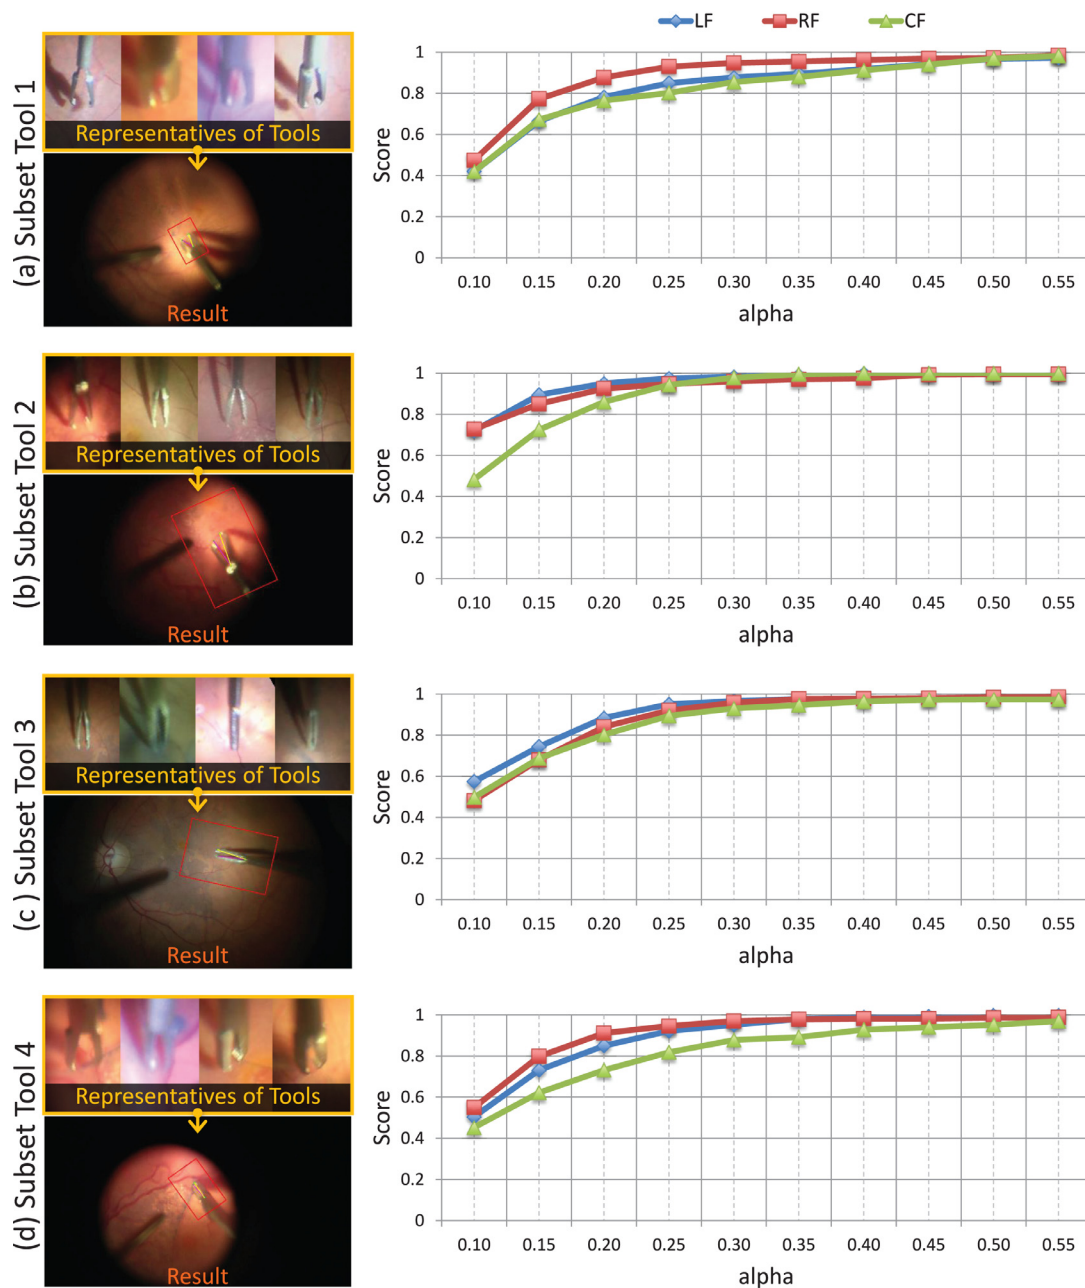 LF RF CF
(a) Subset Tool 1
Representatives of Tools
Result
Score
1
0.8
0.6
0.4
0.2
0
0.10 0.15 0.20 0.25 0.30 0.35 0.40 0.45 0.50 0.55
alpha
(b) Subset Tool 2
Representatives of Tools
Result
Score
1
0.8
0.6
0.4
0.2
0
0.10 0.15 0.20 0.25 0.30 0.35 0.40 0.45 0.50 0.55
alpha
(c ) Subset Tool 3
Representatives of Tools
Result
Score
1
0.8
0.6
0.4
0.2
0
0.10 0.15 0.20 0.25 0.30 0.35 0.40 0.45 0.50 0.55
alpha
(d) Subset Tool 4
Representatives of Tools
Result
Score
1
0.8
0.6
0.4
0.2
0
0.10 0.15 0.20 0.25 0.30 0.35 0.40 0.45 0.50 0.55
alpha